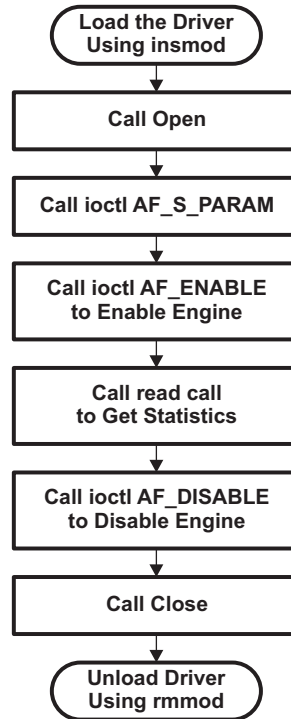 Load the Driver
Using insmod
Call Open
Call ioctl AF_S_PARAM
Call ioctl AF_ENABLE
to Enable Engine
Call read call
to Get Statistics
Call ioctl AF_DISABLE
to Disable Engine
Call Close
Unload Driver
Using rmmod